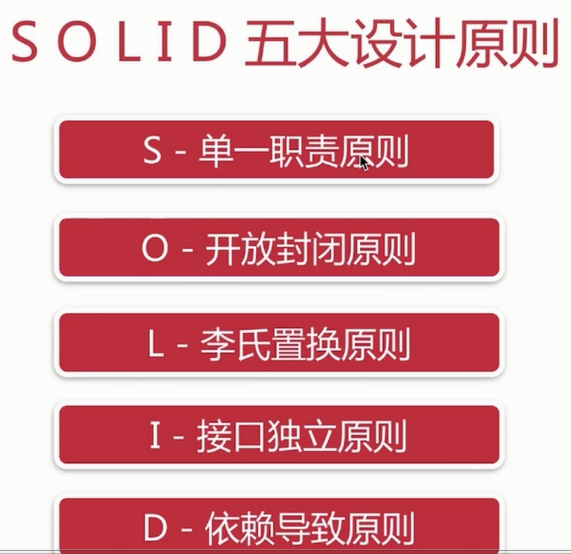 SOLID 五大设计原则
S - 单一职责原则
O - 开放封闭原则
L - 李氏置换原则
I - 接口独立原则
D - 依赖导致原则